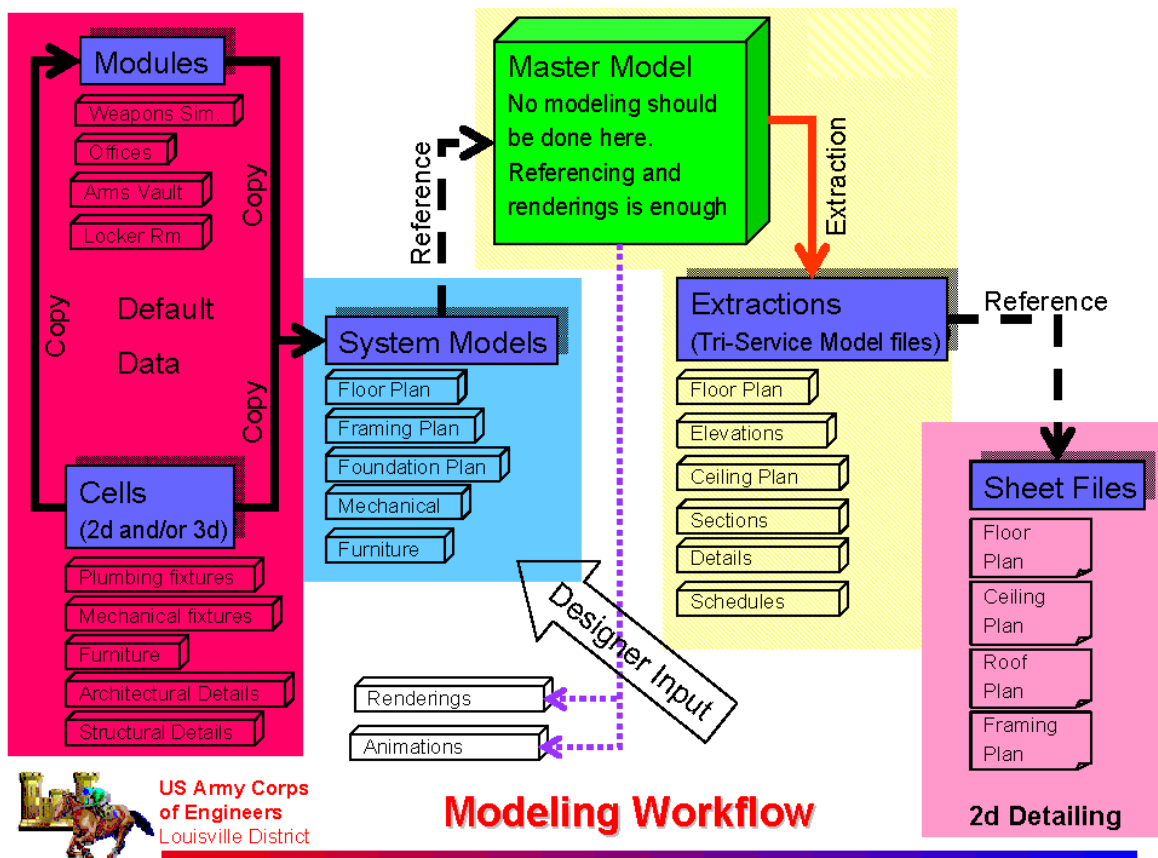 Modules
Weapons Sim.
Offices
Arms Vault
Locker Rm
Copy
Copy
Copy
Default
Data
Cells
(2d and/or 3d)
Plumbing fixtures
Mechanical fixtures
Furniture
Architectural Details
Structural Details
System Models
Floor Plan
Framing Plan
Foundation Plan
Mechanical
Furniture
Reference
Master Model
No modeling should
be done here.
Referencing and
renderings is enough
Extraction
Extractions
(Tri-Service Model files)
Floor Plan
Elevations
Ceiling Plan
Sections
Details
Schedules
Reference
Sheet Files
Floor
Plan
Ceiling
Plan
Roof
Plan
Framing
Plan
2d Detailing
Designer Input
Renderings
Animations
US Army Corps
of Engineers
Louisville District
Modeling Workflow